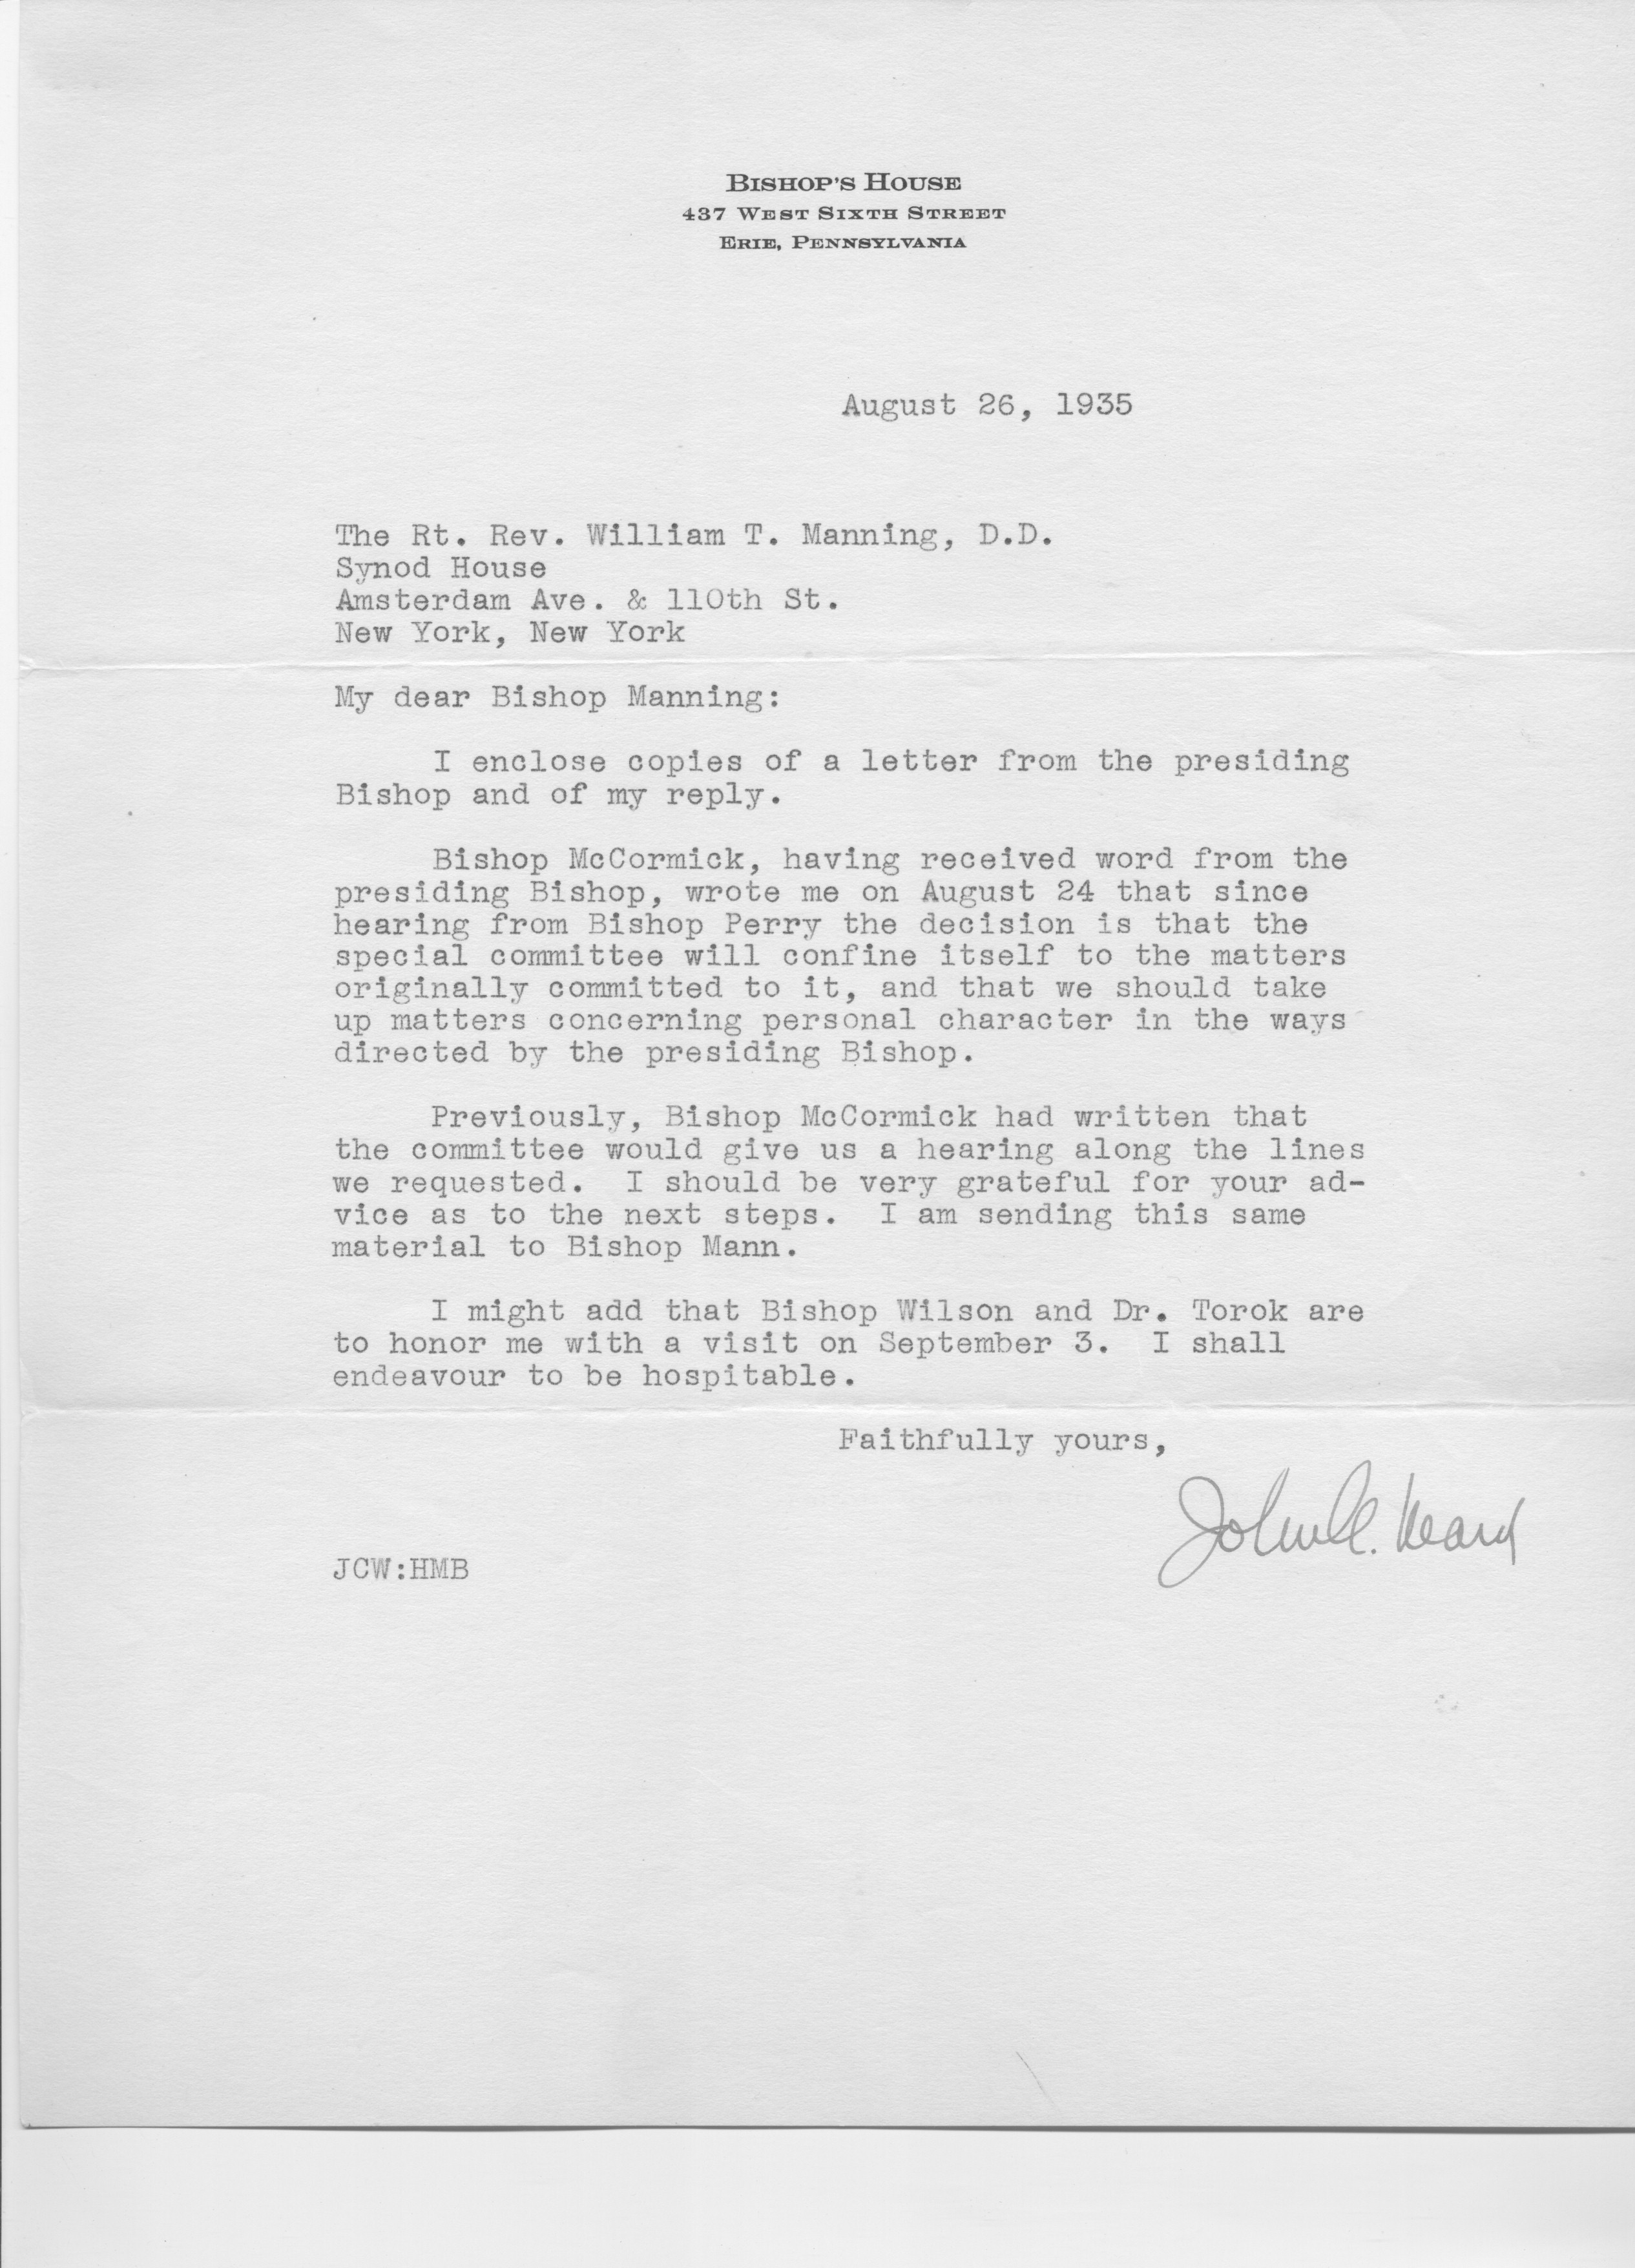 BISHOP'S HOUSE
437 WEST SIXTH STREET
ERIE, PENNSYLVANIA
August 26, 1935
The Rt. Rev. William T. Manning, D.D.
Synod House
Amsterdam Ave. & 110th St.
New York, New York
My dear Bishop Manning:
I enclose copies of a letter from the presiding
Bishop and of my reply.
Bishop McCormick, having received word from the
presiding Bishop, wrote me on August 24 that since
hearing from Bishop Perry the decision is that the
special committee will confine itself to the matters
originally committed to it, and that we should take
up matters concerning personal character in the ways
directed by the presiding Bishop.
Previously, Bishop McCormick had written that
the committee would give us a hearing along the lines
we requested. I should be very grateful for your ad-
vice as to the next steps. I am sending this same
material to Bishop Mann.
I might add that Bishop Wilson and Dr. Torok are
to honor me with a visit on September 3. I shall
endeavour to be hospitable.
Faithfully yours,
John C. Ward
JCW:HMB